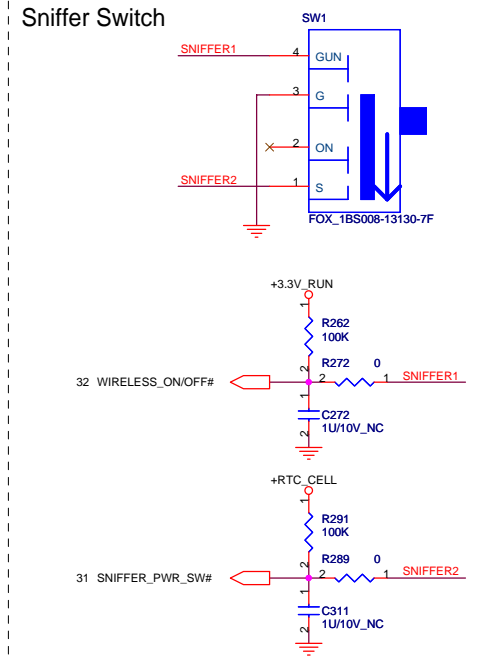 Sniffer Switch
SW1
SNIFFER1
4
GUN
3
G
2
ON
SNIFFER2
1
S
FOX_1BS008-13130-7F
+3.3V_RUN
1
R262
100K
2
R272 0
32 WIRELESS_ON/OFF#
2
1
SNIFFER1
1
C272
1U/10V_NC
2
+RTC_CELL
1
R291
100K
2
R289 0
31 SNIFFER_PWR_SW#
2
1
SNIFFER2
1
C311
1U/10V_NC
2